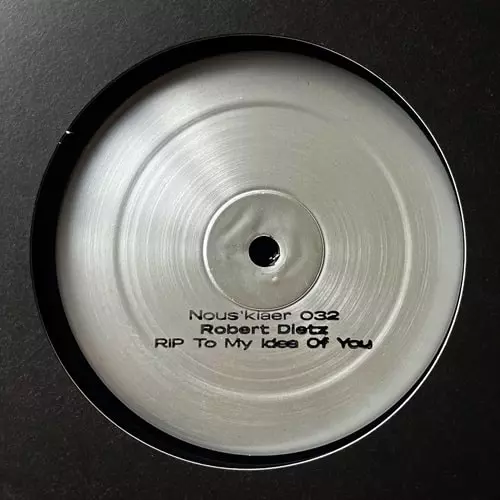 Nous'klaer 032
Robert Dietz
RIP To My Idea Of You